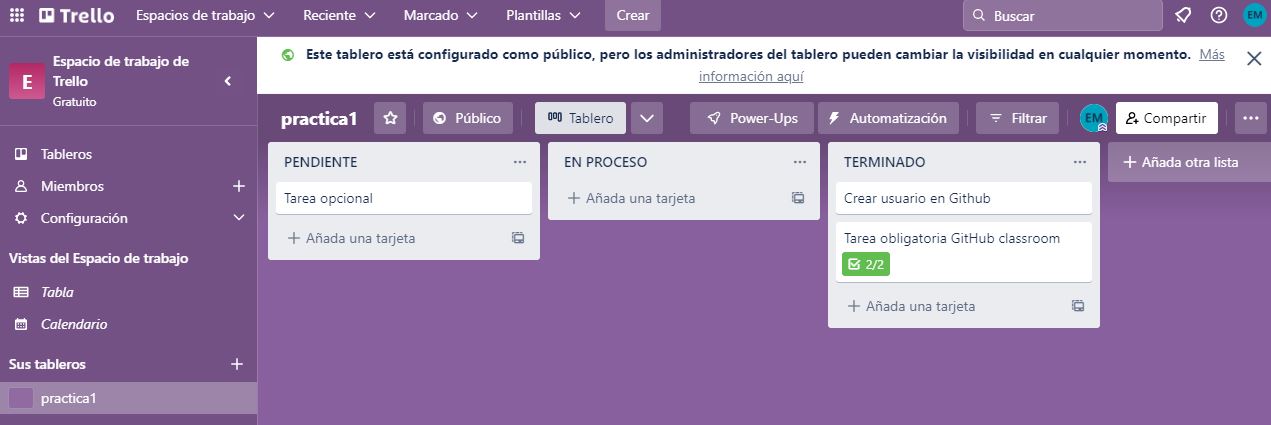 Trello
Espacios de trabajo
Reciente
Marcado
Plantillas
Crear
Buscar
EM
E
Espacio de trabajo de
Trello
Gratuito
Tableros
Miembros
Configuración
Vistas del Espacio de trabajo
Tabla
Calendario
Sus tableros
practica1
Este tablero está configurado como público, pero los administradores del tablero pueden cambiar la visibilidad en cualquier momento. Más
información aquí
practica1
Público
Tablero
Power-Ups
Automatización
Filtrar
EM
Compartir
PENDIENTE
Tarea opcional
Añada una tarjeta
EN PROCESO
Añada una tarjeta
TERMINADO
Crear usuario en Github
Tarea obligatoria GitHub classroom
2/2
Añada una tarjeta
Añada otra lista